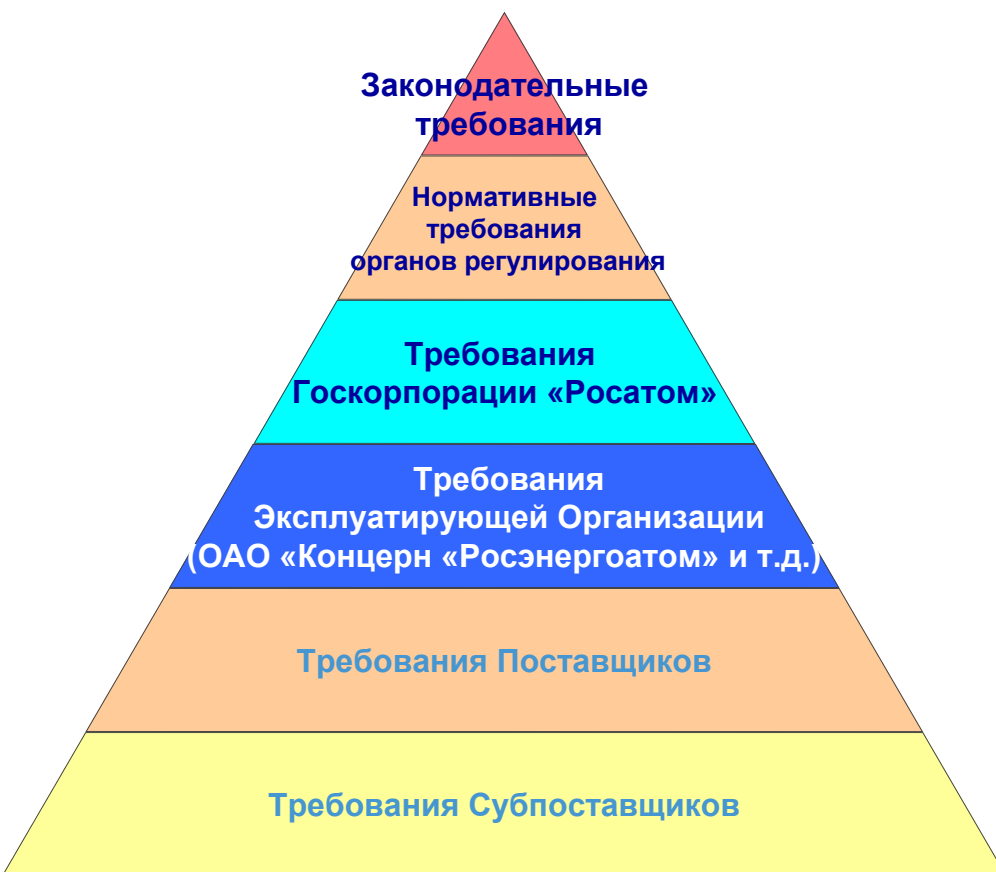 Законодательные
требования
Нормативные
требования
органов регулирования
Требования
Госкорпорации «Росатом»
Требования
Эксплуатирующей Организации
(ОАО «Концерн «Росэнергоатом» и т.д.)
Требования Поставщиков
Требования Субпоставщиков